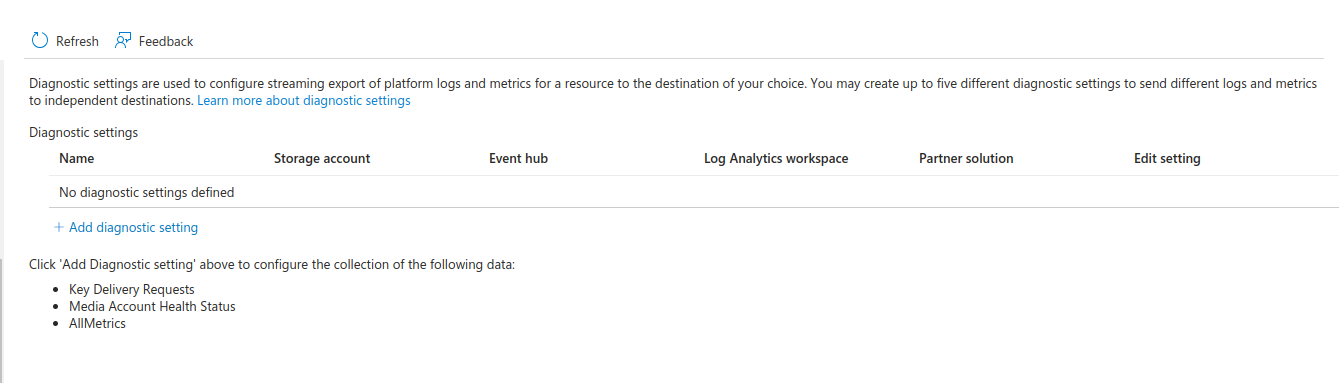 Refresh Feedback
Diagnostic settings are used to configure streaming export of platform logs and metrics for a resource to the destination of your choice. You may create up to five different diagnostic settings to send different logs and metrics
to independent destinations. Learn more about diagnostic settings
Diagnostic settings
Name Storage account Event hub Log Analytics workspace Partner solution Edit setting
No diagnostic settings defined
+ Add diagnostic setting
Click 'Add Diagnostic setting' above to configure the collection of the following data:
• Key Delivery Requests
• Media Account Health Status
• AllMetrics